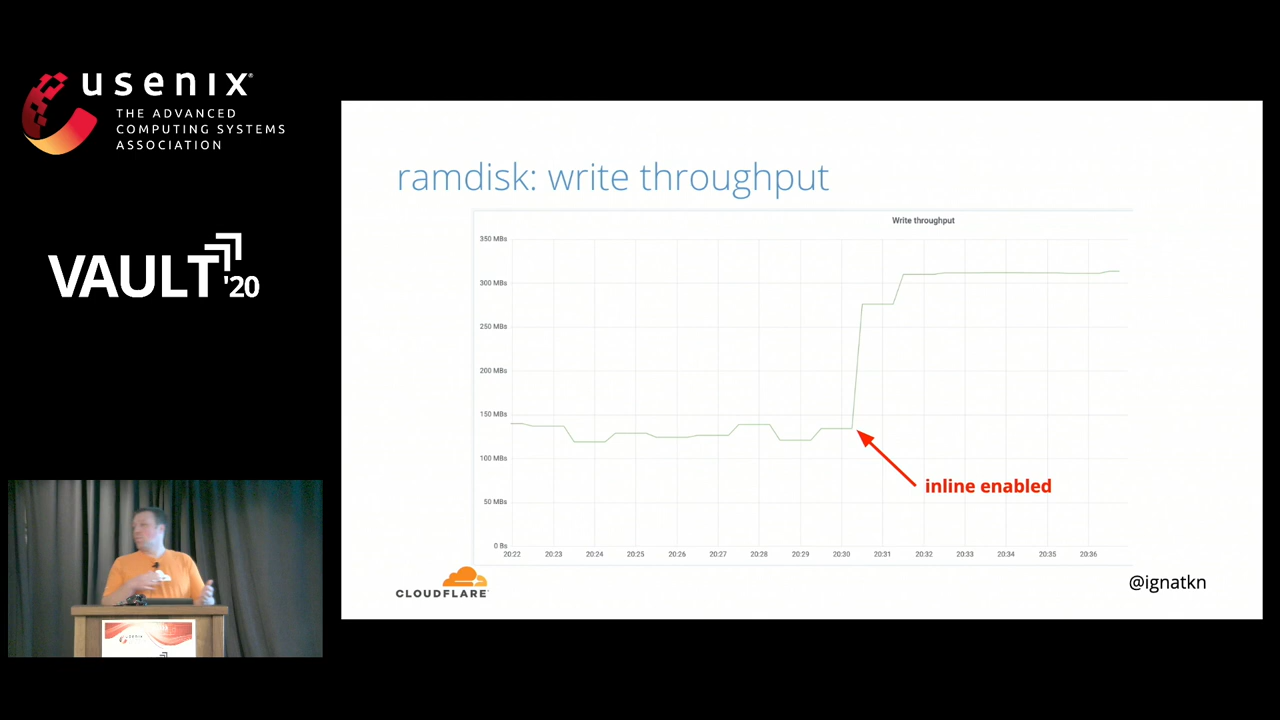 usenix
THE ADVANCED
COMPUTING SYSTEMS
ASSOCIATION
VAULT '20
ramdisk: write throughput
Write throughput
350 MBs
300 MBs
250 MBs
200 MBs
150 MBs
100 MBs
50 MBs
0 Bs
20:22 20:23 20:24 20:25 20:26 20:27 20:28 20:29 20:30 20:31 20:32 20:33 20:34 20:35 20:36
inline enabled
CLOUDFLARE
@ignatkn
usenix